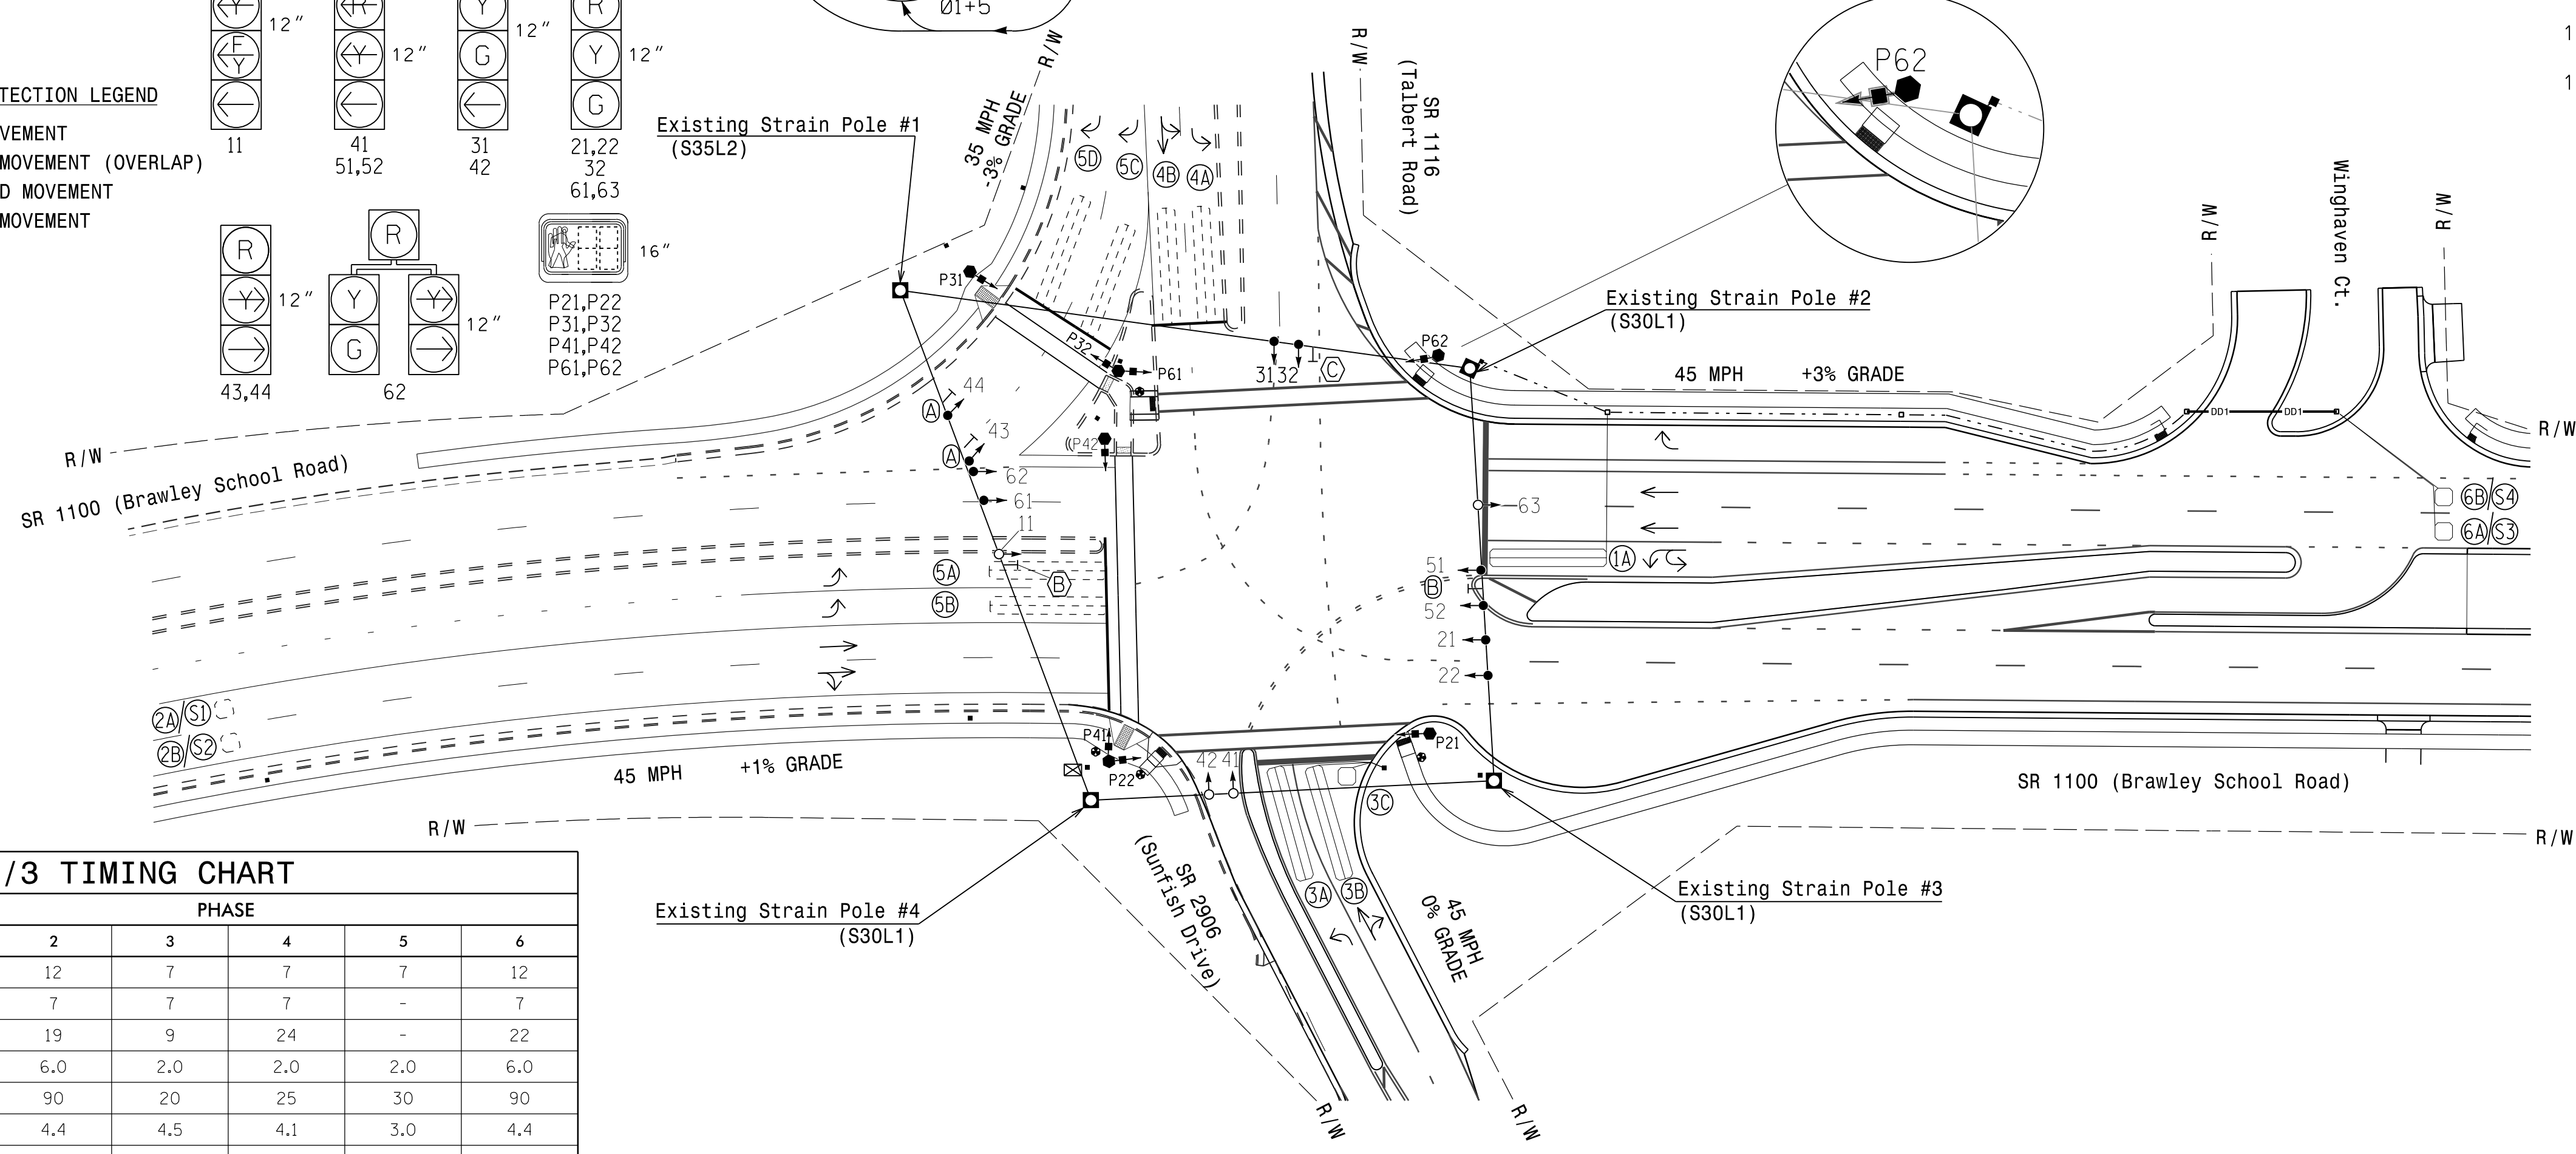 Y
F
Y
12"
11
R
Y
12"
41
51,52
Y
G
12"
31
42
R
Y
G
12"
21,22
32
61,63
TECTION LEGEND
VEMENT
MOVEMENT (OVERLAP)
D MOVEMENT
MOVEMENT
R
Y
12"
43,44
R
Y
Y
G
12"
62
16"
P21,P22
P31,P32
P41,P42
P61,P62
Ø1+5
R/W
35 MPH
-3% GRADE
Existing Strain Pole #1
(S35L2)
5D
5C
4B
4A
R/W
SR 1116
(Talbert Road)
P62
1
1
Winghaven Ct.
R/W
R/W
Existing Strain Pole #2
(S30L1)
P31
P32
P61
31
32
C
P62
45 MPH +3% GRADE
DD1
DD1
R/W
R/W
SR 1100 (Brawley School Road)
A
44
A
43
P42
62
61
11
63
6B/S4
6A/S3
5A
5B
B
51
B
52
1A
21
22
2A/S1
2B/S2
45 MPH +1% GRADE
P41
P22
42
41
P21
3C
SR 1100 (Brawley School Road)
R/W
R/W
SR 2906
(Sunfish Drive)
3A
3B
45 MPH
0% GRADE
Existing Strain Pole #3
(S30L1)
Existing Strain Pole #4
(S30L1)
R/W
R/W
/3 TIMING CHART
PHASE
2 3 4 5 6
12 7 7 7 12
7 7 7 - 7
19 9 24 - 22
6.0 2.0 2.0 2.0 6.0
90 20 25 30 90
4.4 4.5 4.1 3.0 4.4